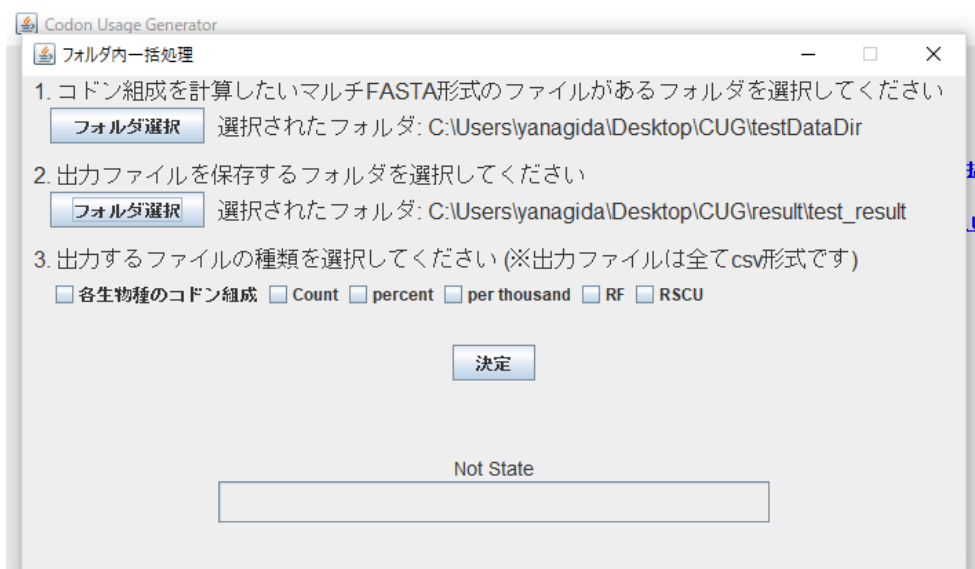 Codon Usage Generator
フォルダ内一括処理
1. コドン組成を計算したいマルチFASTA形式のファイルがあるフォルダを選択してください
フォルダ選択 選択されたフォルダ: C:\Users\yanagida\Desktop\CUG\testDataDir
2. 出力ファイルを保存するフォルダを選択してください
フォルダ選択 選択されたフォルダ: C:\Users\yanagida\Desktop\CUG\result\test_result
3. 出力するファイルの種類を選択してください (※出力ファイルは全てcsv形式です)
各生物種のコドン組成 Count percent per thousand RF RSCU
決定
Not State